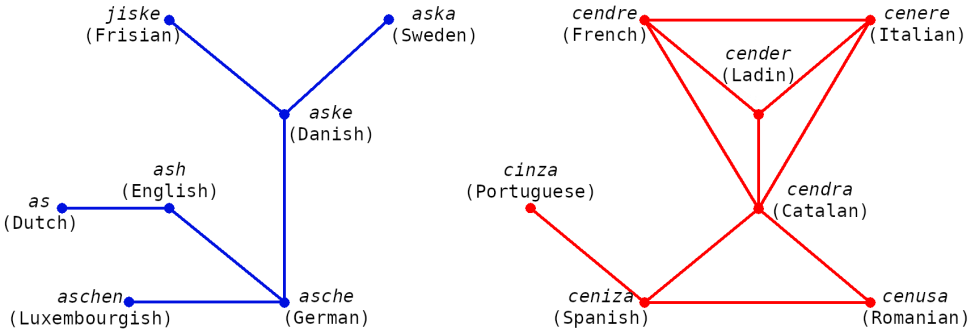 jiske
(Frisian)
aska
(Sweden)
aske
(Danish)
ash
(English)
as
(Dutch)
aschen
(Luxembourgish)
asche
(German)
cendre
(French)
cenere
(Italian)
cender
(Ladin)
cinza
(Portuguese)
cendra
(Catalan)
ceniza
(Spanish)
cenusa
(Romanian)